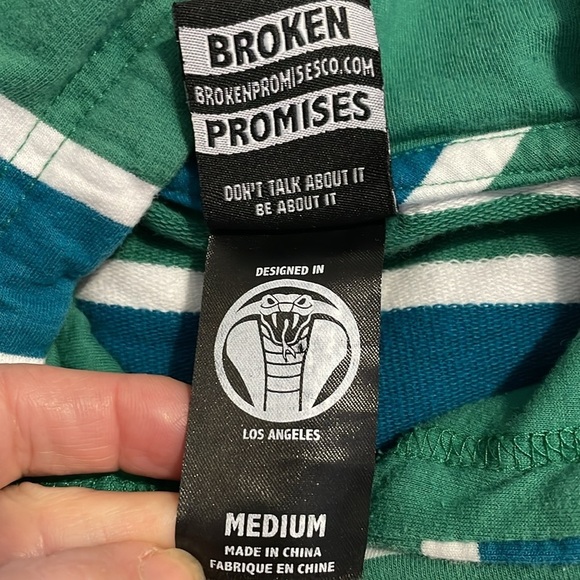 BROKEN
BROKENPROMISESCO.COM
PROMISES
DON'T TALK ABOUT IT
BE ABOUT IT
DESIGNED IN
LOS ANGELES
MEDIUM
MADE IN CHINA
FABRIQUE EN CHINE